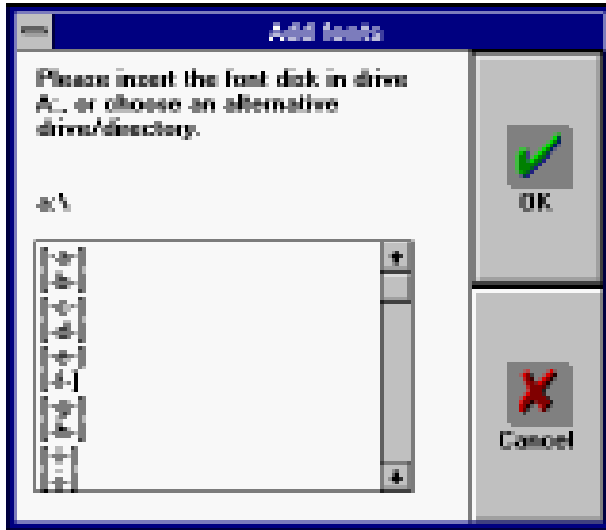 Add fonts
Please insert the font disk in drive
A:, or choose an alternative
drive/directory.
a:\
[-a-]
[-b-]
[-c-]
[-d-]
[-e-]
[-f-]
[-g-]
OK
Cancel